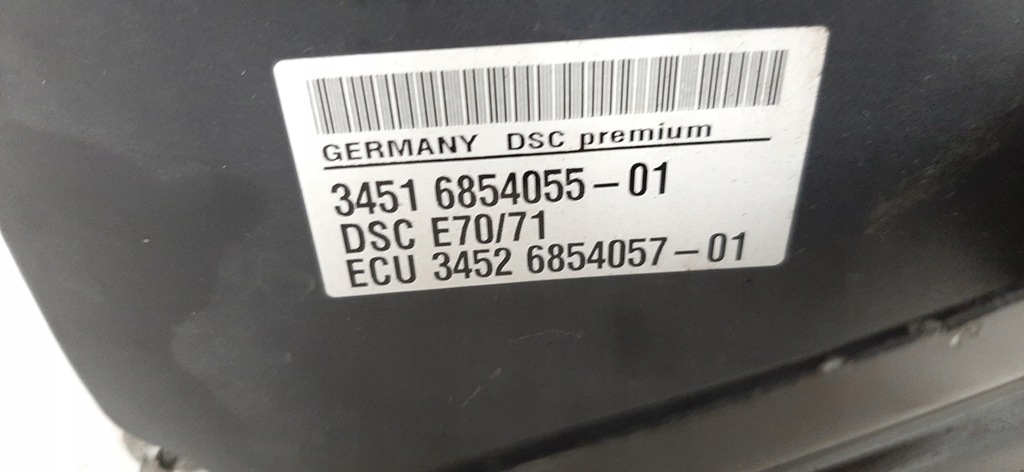 GERMANY DSC premium
3451 6854055-01
DSC E70/71
ECU 3452 6854057-01